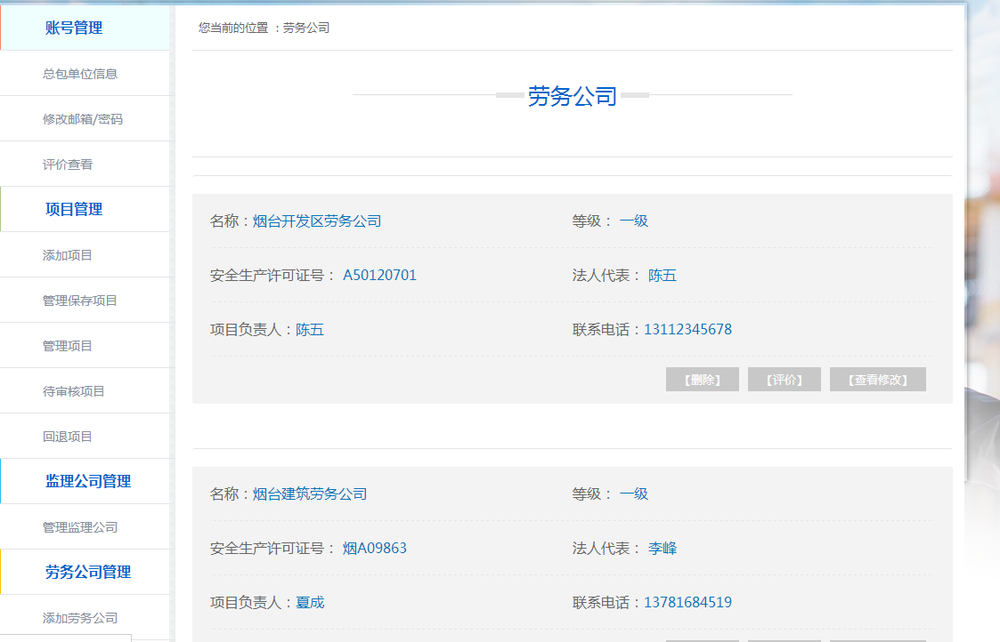 账号管理
总包单位信息
修改邮箱/密码
评价查看
项目管理
添加项目
管理保存项目
管理项目
待审核项目
回退项目
监理公司管理
管理监理公司
劳务公司管理
添加劳务公司
您当前的位置 ：劳务公司
劳务公司
名称：烟台开发区劳务公司 等级： 一级
安全生产许可证号： A50120701 法人代表： 陈五
项目负责人：陈五 联系电话：13112345678
【删除】 【评价】 【查看修改】
名称：烟台建筑劳务公司 等级： 一级
安全生产许可证号： 烟A09863 法人代表： 李峰
项目负责人：夏成 联系电话：13781684519